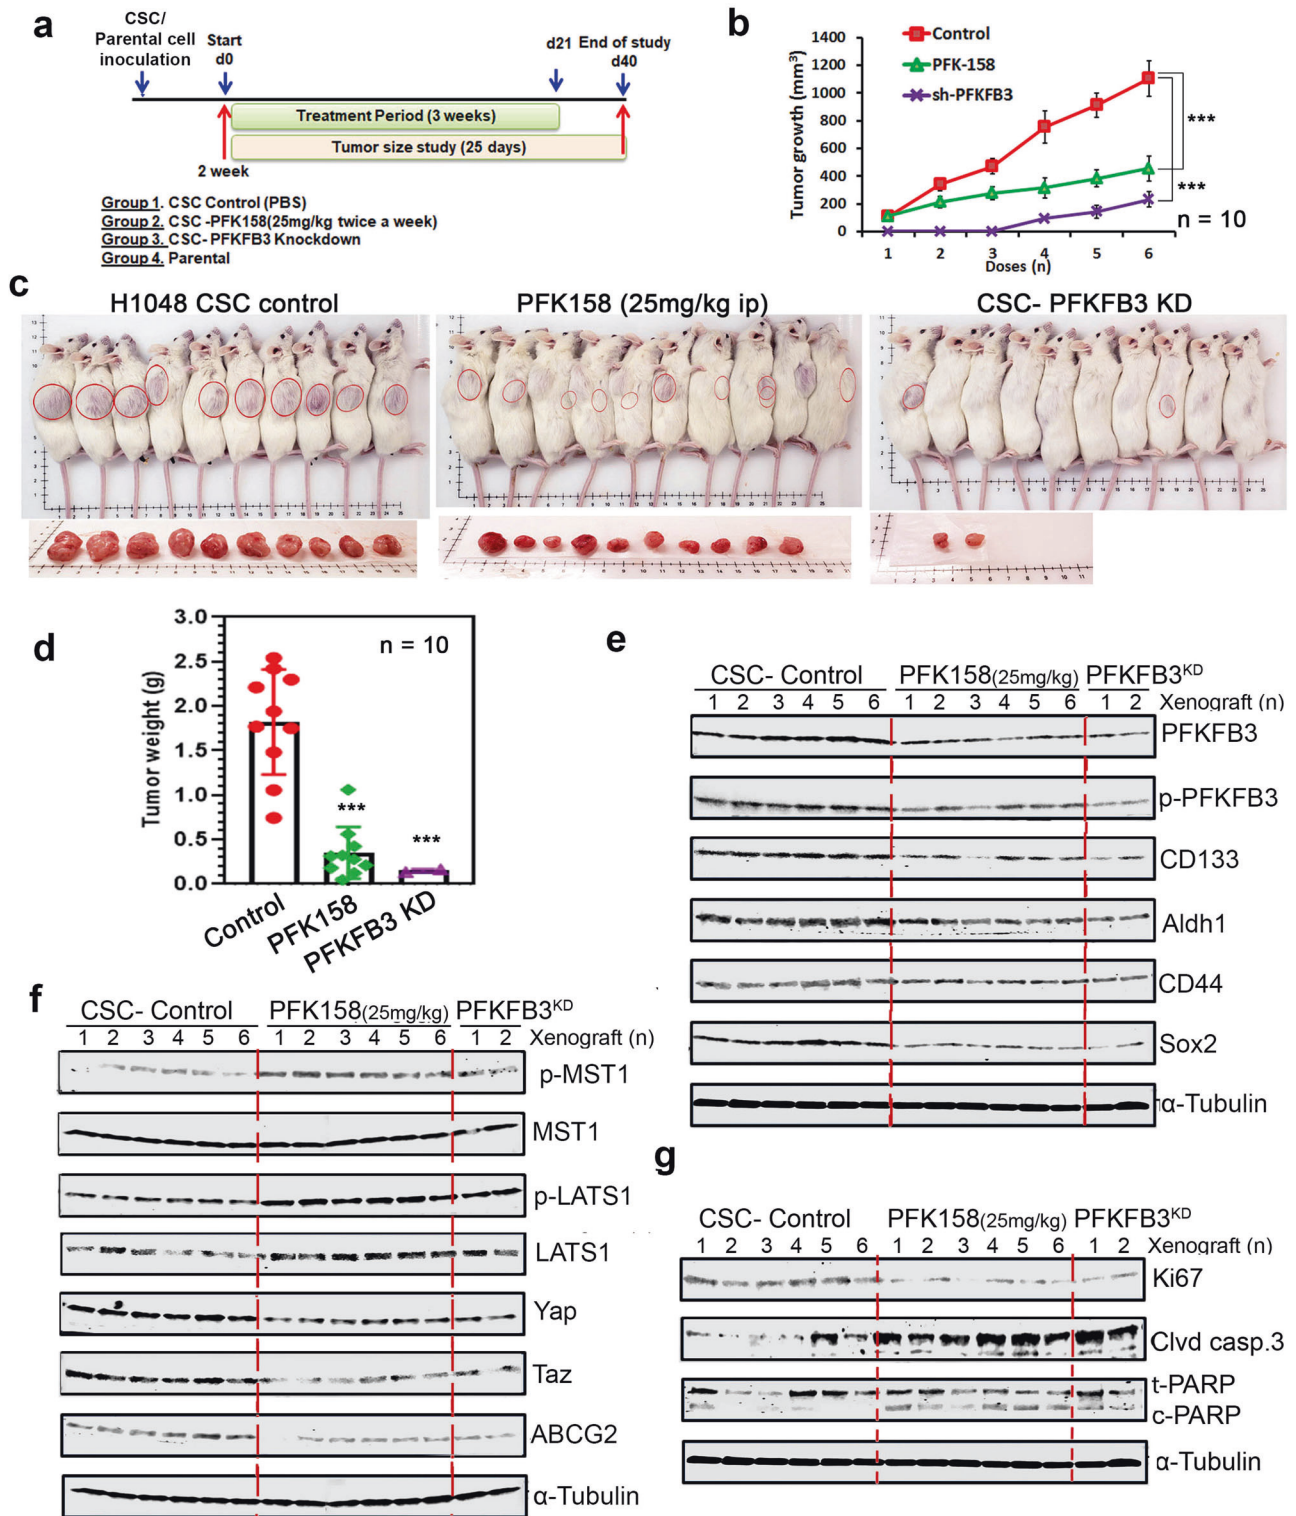 a
CSC/
Parental cell
inoculation
Start
d0
d21
End of study
d40
Treatment Period (3 weeks)
Tumor size study (25 days)
2 week
Group 1. CSC Control (PBS)
Group 2. CSC -PFK158(25mg/kg twice a week)
Group 3. CSC- PFKFB3 Knockdown
Group 4. Parental
b
Control
PFK-158
sh-PFKFB3
Tumor growth (mm³)
1400
1200
1000
800
600
400
200
0
1 2 3 4 5 6
Doses (n)
***
***
n = 10
c
H1048 CSC control
PFK158 (25mg/kg ip)
CSC- PFKFB3 KD
d
Tumor weight (g)
3.0
2.5
2.0
1.5
1.0
0.5
0.0
n = 10
***
***
Control
PFK158
PFKFB3 KD
e
CSC- Control PFK158(25mg/kg) PFKFB3KD
1 2 3 4 5 6 1 2 3 4 5 6 1 2 Xenograft (n)
PFKFB3
p-PFKFB3
CD133
Aldh1
CD44
Sox2
α-Tubulin
f
CSC- Control PFK158(25mg/kg) PFKFB3KD
1 2 3 4 5 6 1 2 3 4 5 6 1 2 Xenograft (n)
p-MST1
MST1
p-LATS1
LATS1
Yap
Taz
ABCG2
α-Tubulin
g
CSC- Control PFK158(25mg/kg) PFKFB3KD
1 2 3 4 5 6 1 2 3 4 5 6 1 2 Xenograft (n)
Ki67
Clvd casp.3
t-PARP
c-PARP
α-Tubulin